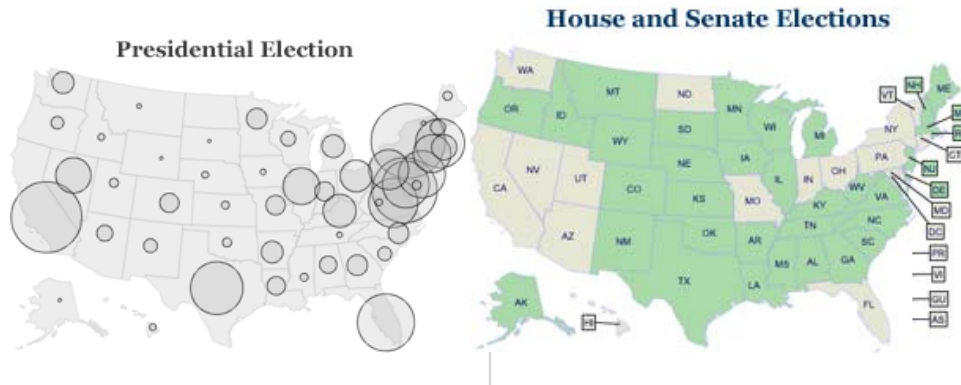 House and Senate Elections
Presidential Election
WA
ND
MT
MN
VT
NH
ME
OR
ID
SD
WI
MI
NY
WY
IA
CT
NE
PA
NJ
NV
UT
CO
IL
IN
OH
WV
DE
CA
KS
MO
KY
VA
MD
AZ
NM
OK
AR
TN
NC
DC
SC
PR
MS
AL
GA
TX
LA
VI
AK
FL
GU
HI
AS